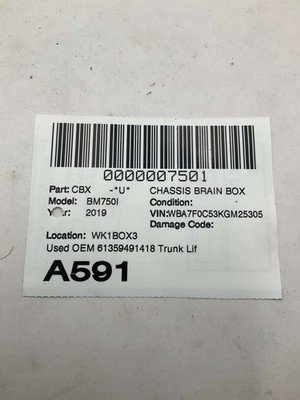 0000007501
Part: CBX -*U* CHASSIS BRAIN BOX
Model: BM750I Condition:
Year: 2019 VIN:WBA7F0C53KGM25305
Damage Code:
Location: WK1BOX3
Used OEM 61359491418 Trunk Lif
A591